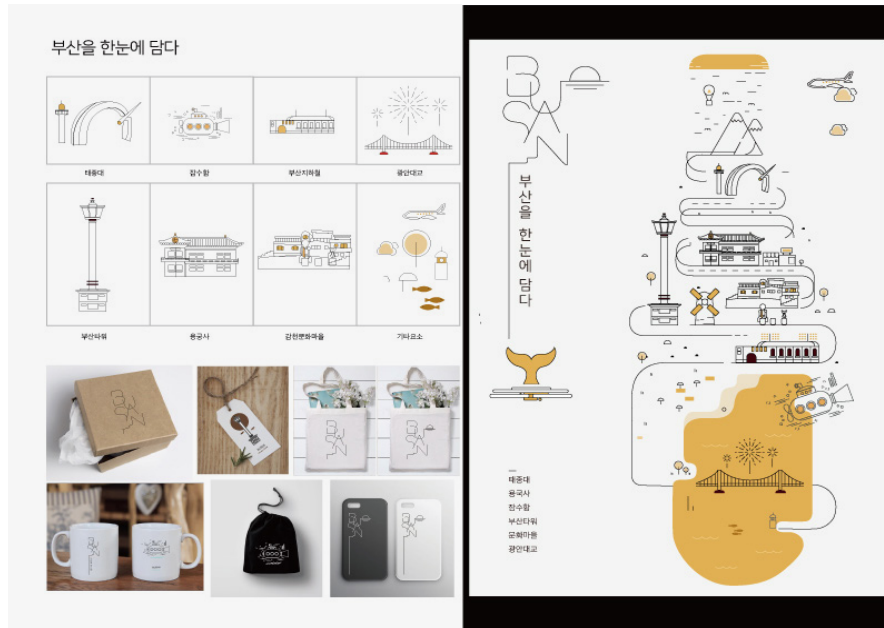 부산을 한눈에 담다
태종대
잠수함
부산지하철
광안대교
부산타워
용궁사
감천문화마을
기타요소
BUSAN
부산을 한눈에 담다
태종대
용국사
잠수함
부산타워
문화마을
광안대교